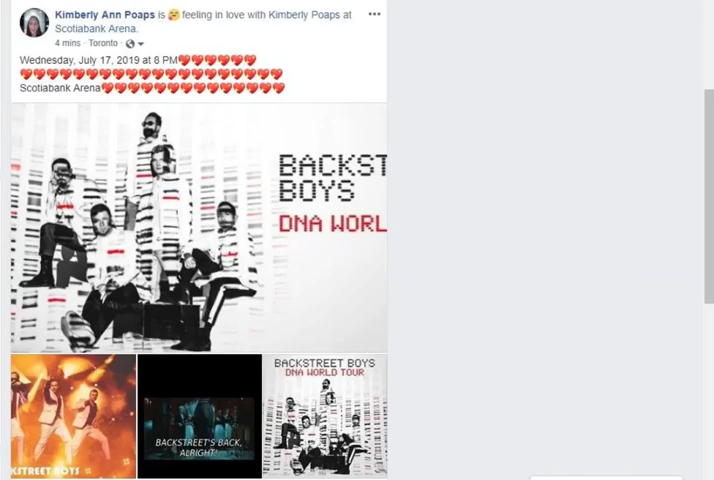 Kimberly Ann Poaps is 🥰 feeling in love with Kimberly Poaps at
Scotiabank Arena.
4 mins · Toronto ·
Wednesday, July 17, 2019 at 8 PM💖💖💖💖💖💖
💖💖💖💖💖💖💖💖💖💖💖💖💖💖💖💖💖💖💖💖
Scotiabank Arena💖💖💖💖💖💖💖💖💖💖💖💖💖💖
BACKST
BOYS
DNA WORL
KSTREET BOYS
BACKSTREET'S BACK,
ALRIGHT!
BACKSTREET BOYS
DNA WORLD TOUR